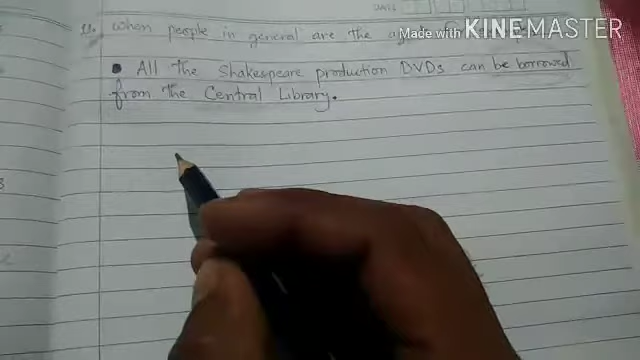 DATE
Made with KINEMASTER
when people in general are the
• All the Shakespeare production DVDs can be borrowed
from the Central Library.